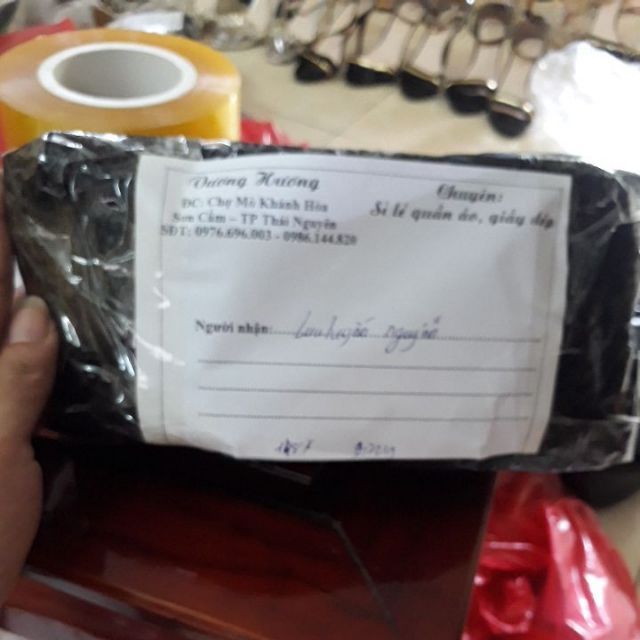 Dương Hương
ĐC: Chợ Mỏ Khánh Hòa
Sơn Cẩm – TP Thái Nguyên
SĐT: 0976.696.003 - 0986.144.820
Chuyên:
Sỉ lẻ quần áo, giầy dép
Người nhận: